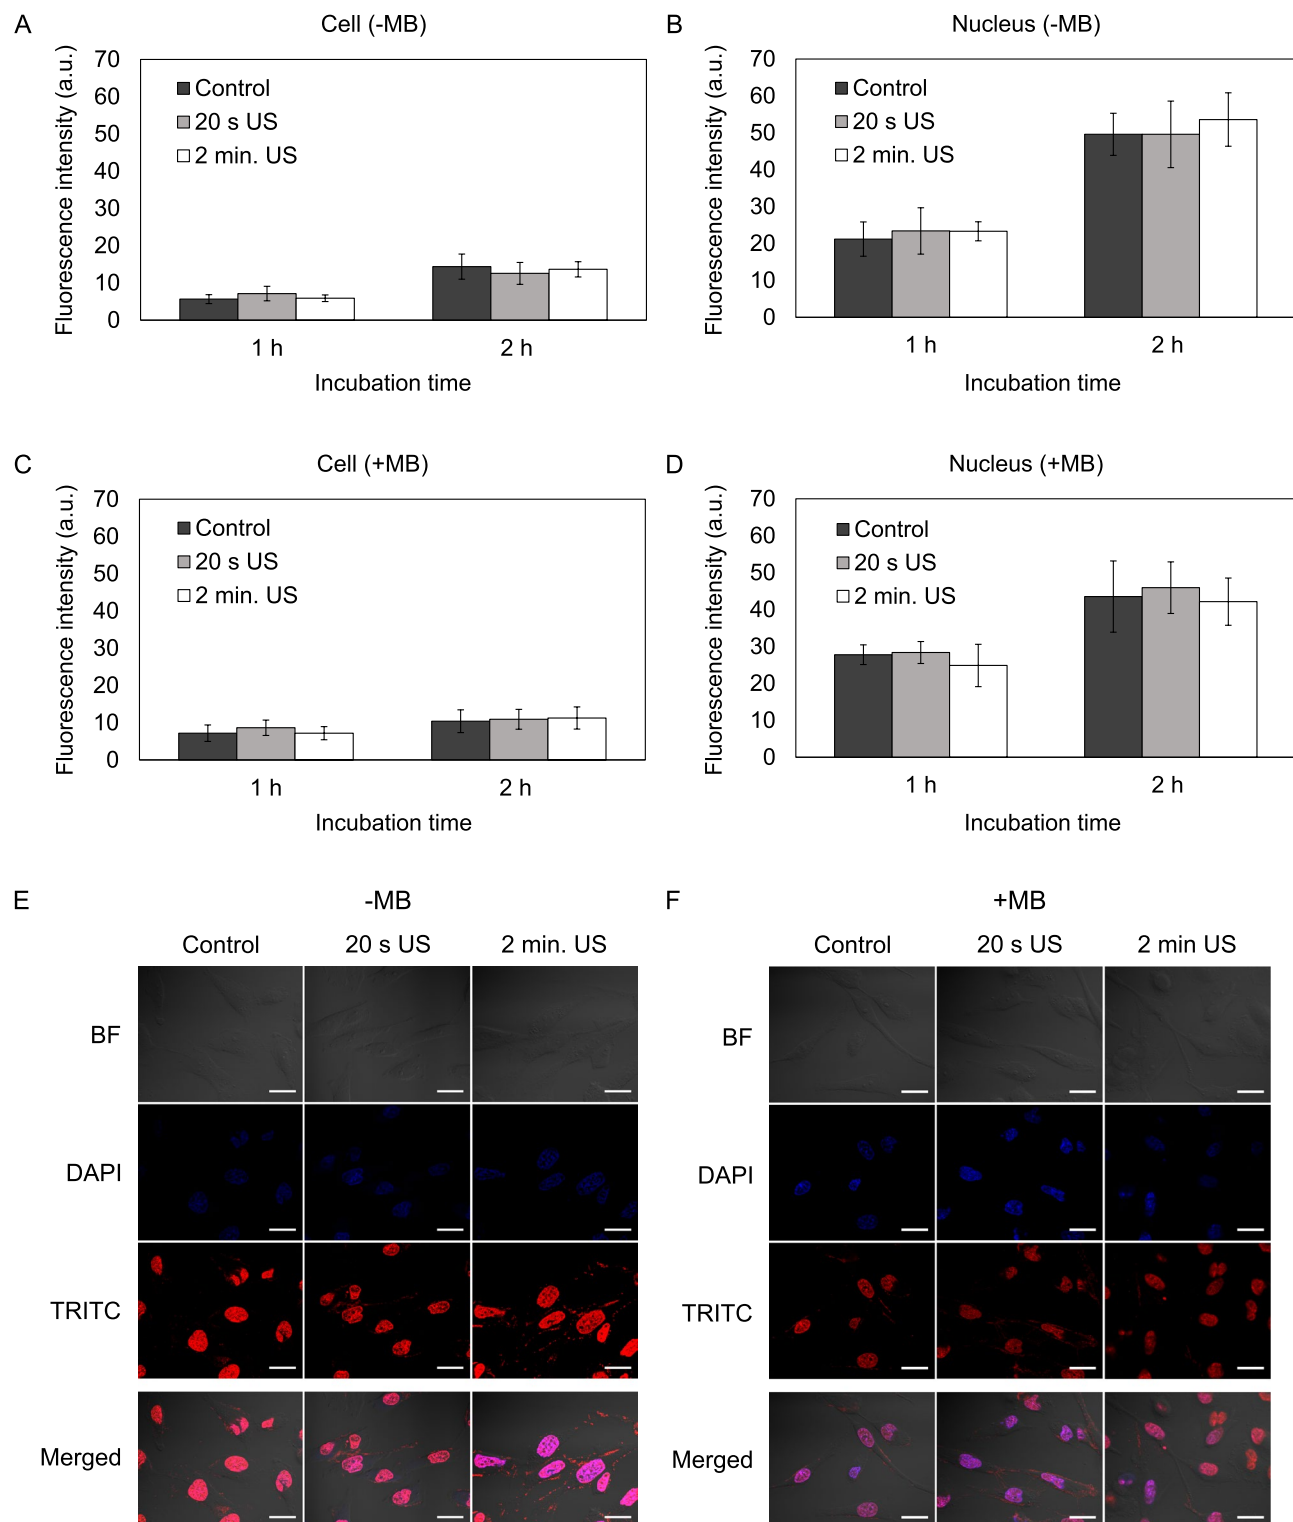 A
Cell (-MB)
Fluorescence intensity (a.u.)
70
60
50
40
30
20
10
0
Control
20 s US
2 min. US
1 h
2 h
Incubation time
B
Nucleus (-MB)
Fluorescence intensity (a.u.)
70
60
50
40
30
20
10
0
Control
20 s US
2 min. US
1 h
2 h
Incubation time
C
Cell (+MB)
Fluorescence intensity (a.u.)
70
60
50
40
30
20
10
0
Control
20 s US
2 min. US
1 h
2 h
Incubation time
D
Nucleus (+MB)
Fluorescence intensity (a.u.)
70
60
50
40
30
20
10
0
Control
20 s US
2 min. US
1 h
2 h
Incubation time
E
-MB
Control
20 s US
2 min. US
BF
DAPI
TRITC
Merged
F
+MB
Control
20 s US
2 min US
BF
DAPI
TRITC
Merged